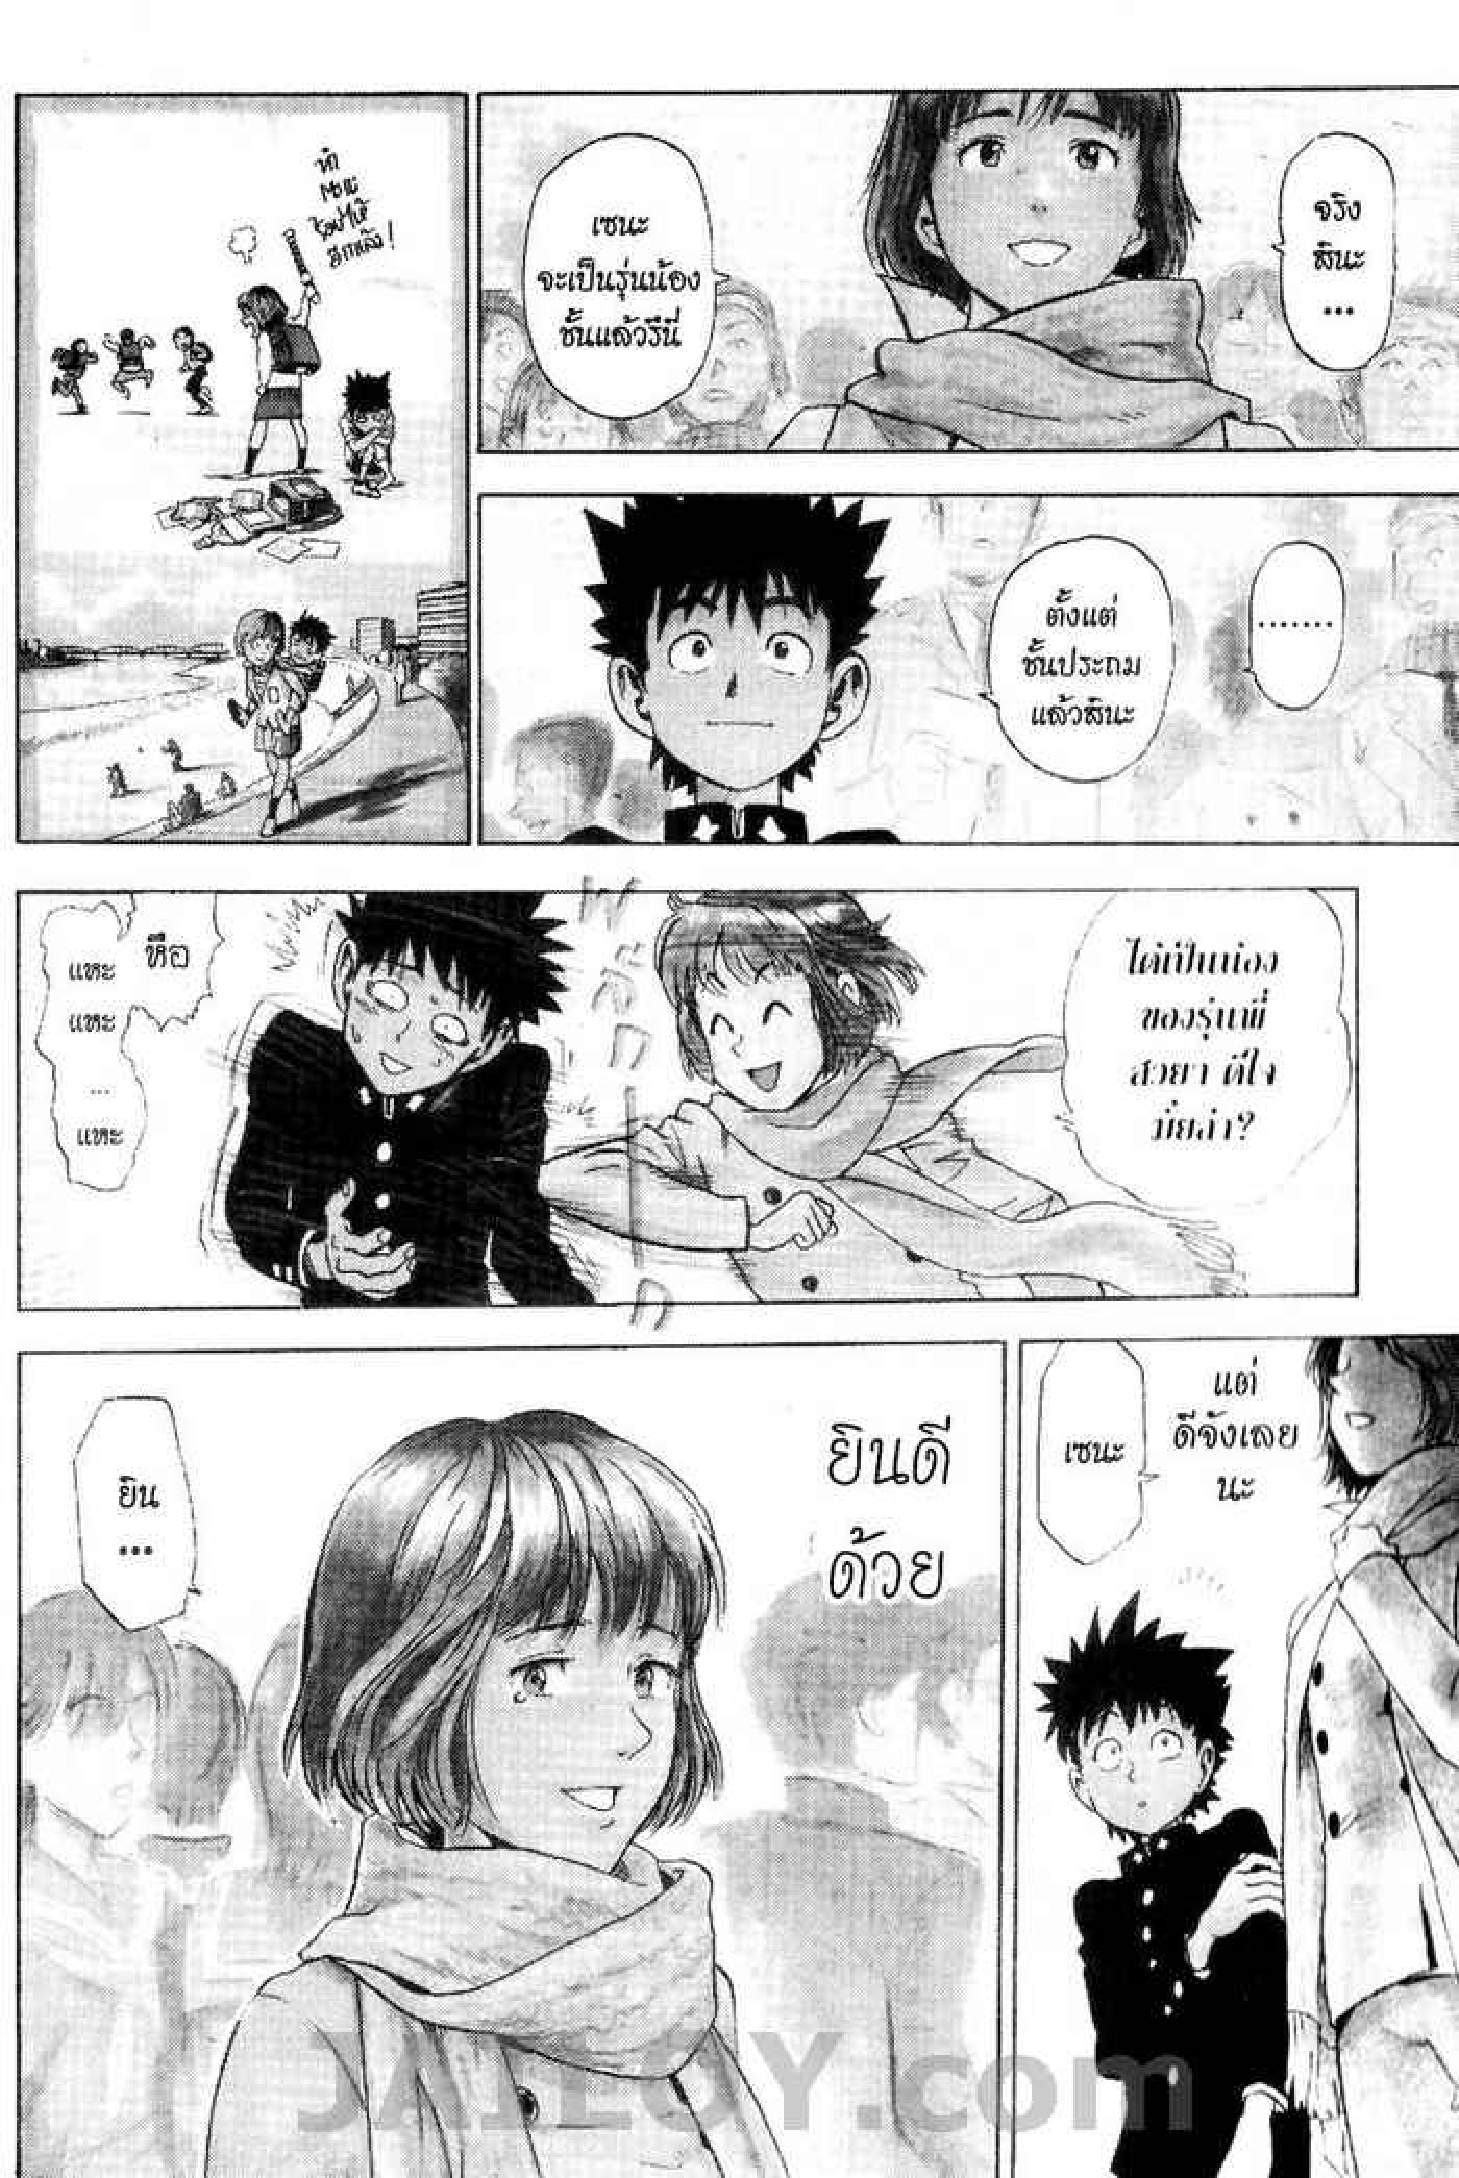 จริง
สินะ
...
เซนะ
จะเป็นรุ่นน้อง
ชั้นแล้วรึนี่
.......
ตั้งแต่
ชั้นประถม
แล้วสินะ
ได้เป็นน้อง
ของรุ่นพี่
สวยๆ ดีใจ
มั้ยล่า?
หือ
แหะ
แหะ
...
แหะ
แต่
ดีจังเลย
นะ
เซนะ
ยินดี
ด้วย
ยิน
...
JAILOY.com